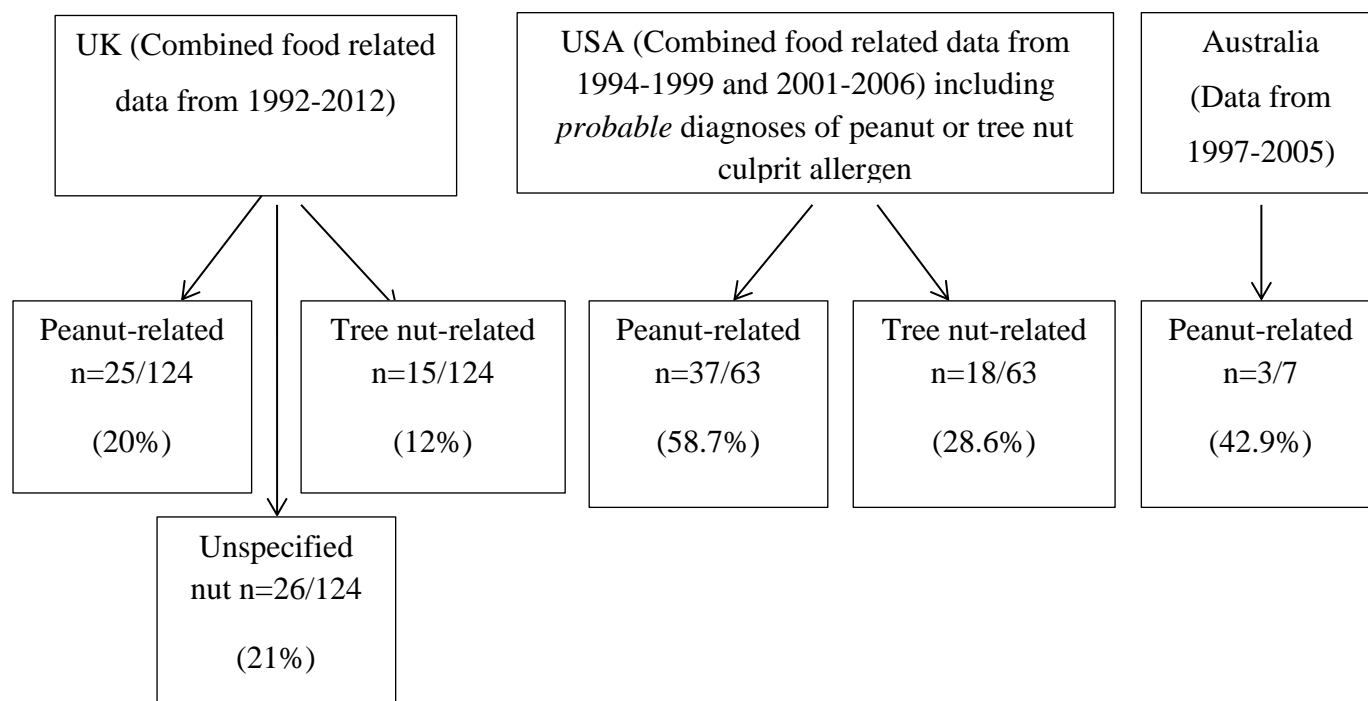 UK (Combined food related
data from 1992-2012)
USA (Combined food related data from
1994-1999 and 2001-2006) including
probable diagnoses of peanut or tree nut
culprit allergen
Australia
(Data from
1997-2005)
Peanut-related
n=25/124
(20%)
Tree nut-related
n=15/124
(12%)
Peanut-related
n=37/63
(58.7%)
Tree nut-related
n=18/63
(28.6%)
Peanut-related
n=3/7
(42.9%)
Unspecified
nut n=26/124
(21%)